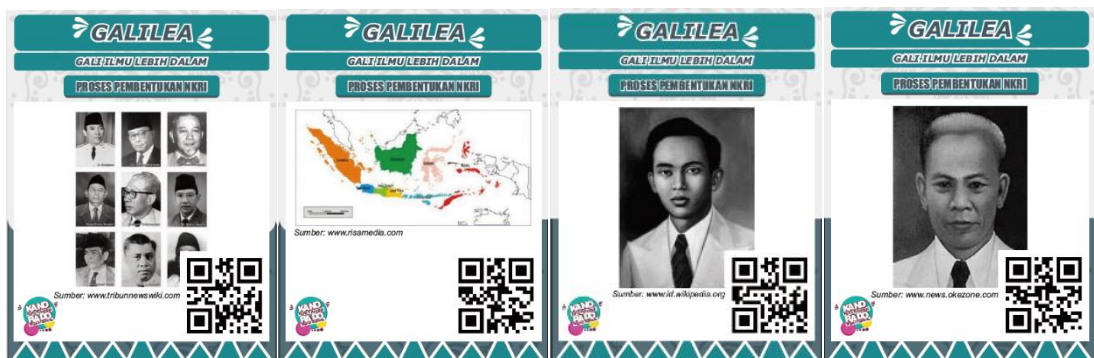 GALILEA
GALI ILMU LEBIH DALAM
PROSES PEMBENTUKAN NKRI
Sumber: www.tribunnewswiki.com
GALILEA
GALI ILMU LEBIH DALAM
PROSES PEMBENTUKAN NKRI
Sumber: www.risamedia.com
GALILEA
GALI ILMU LEBIH DALAM
PROSES PEMBENTUKAN NKRI
Sumber: www.id.wikipedia.org
GALILEA
GALI ILMU LEBIH DALAM
PROSES PEMBENTUKAN NKRI
Sumber: www.news.okezone.com